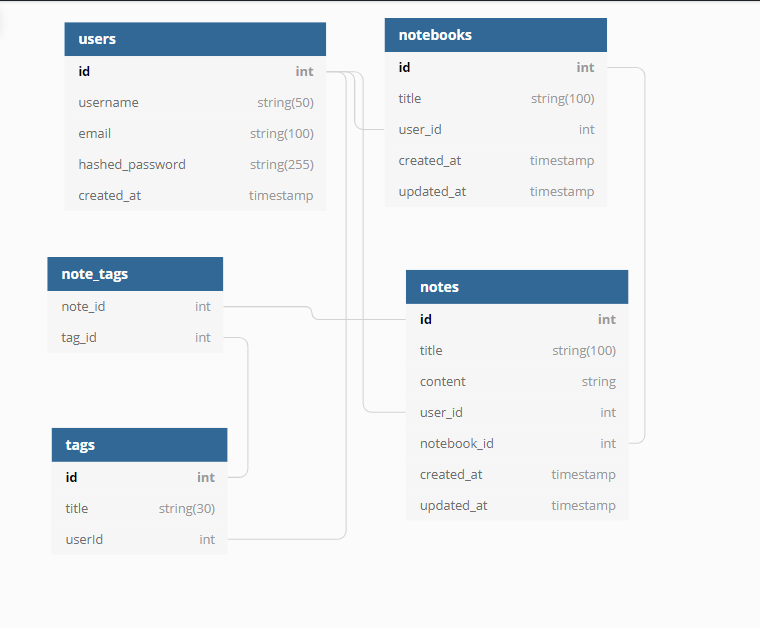 users
id int
username string(50)
email string(100)
hashed_password string(255)
created_at timestamp
notebooks
id int
title string(100)
user_id int
created_at timestamp
updated_at timestamp
note_tags
note_id int
tag_id int
notes
id int
title string(100)
content string
user_id int
notebook_id int
created_at timestamp
updated_at timestamp
tags
id int
title string(30)
userId int